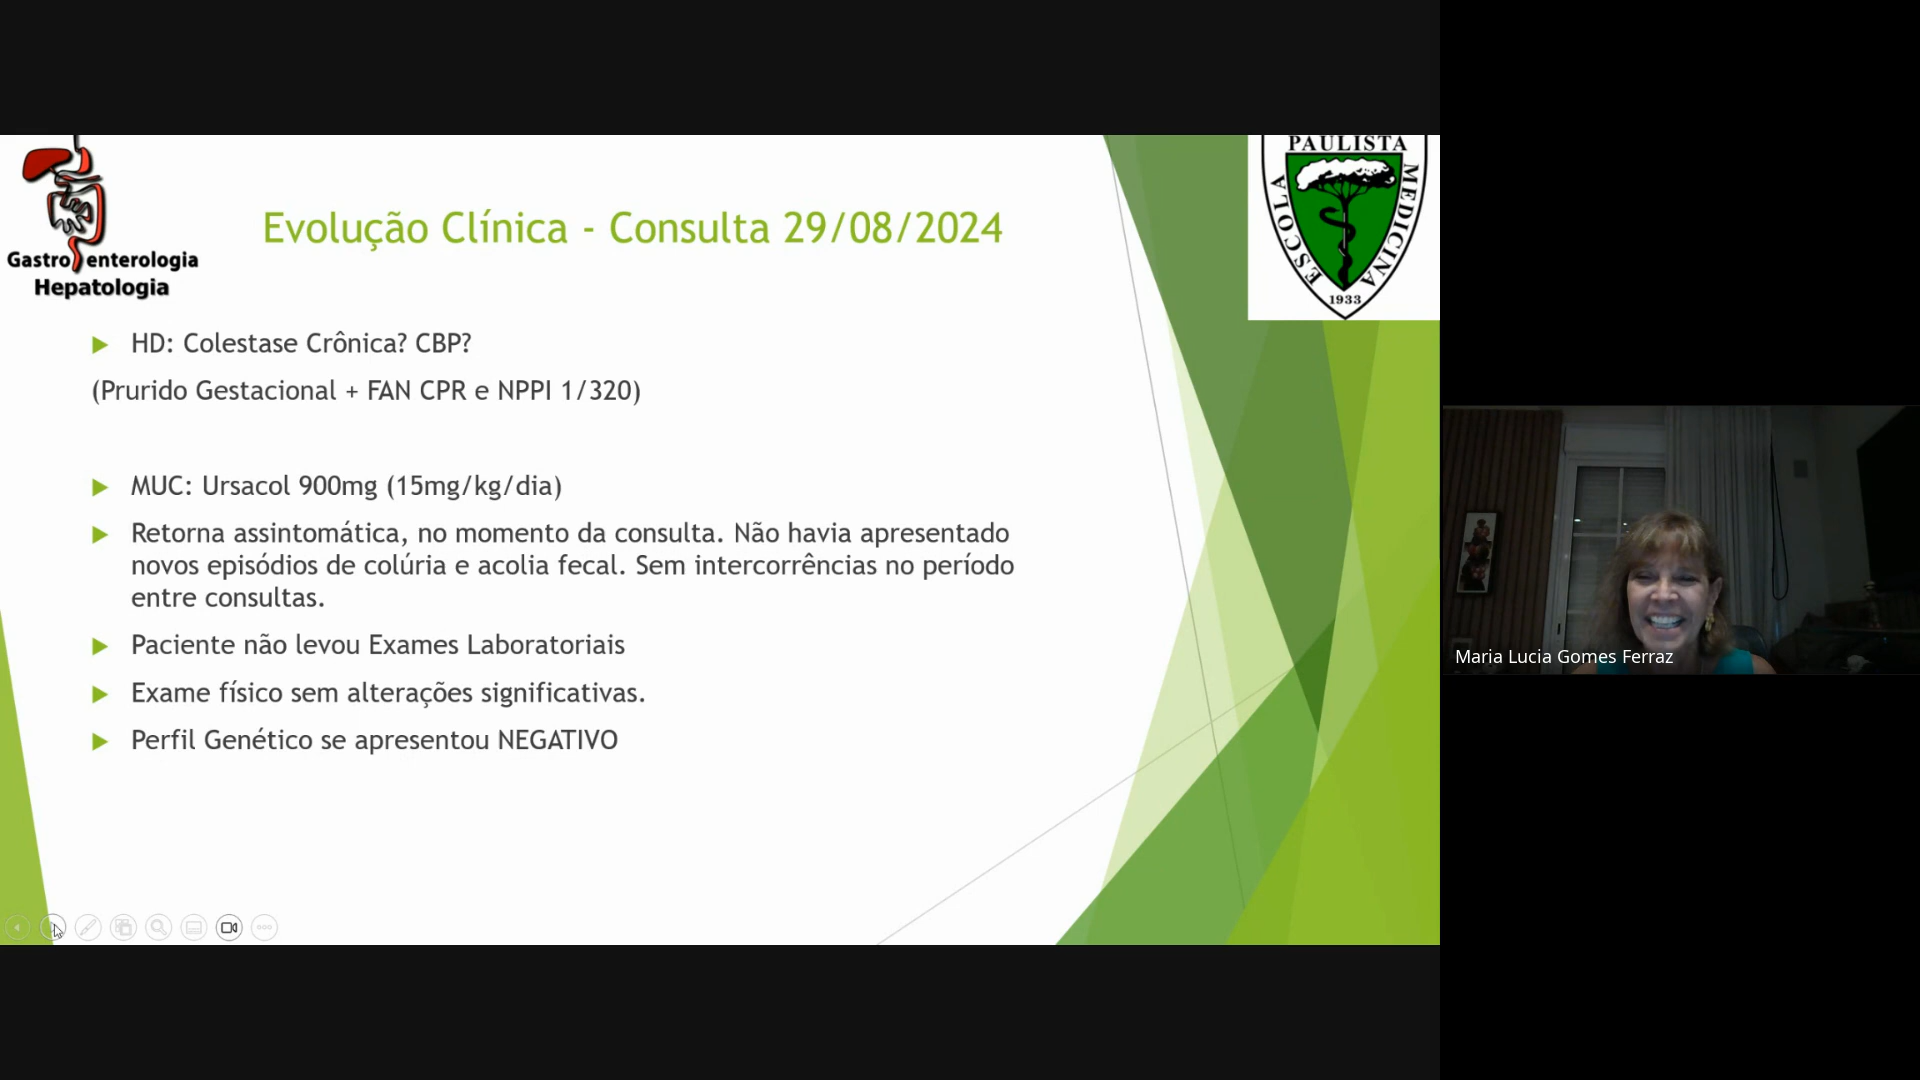 Gastroenterologia
Hepatologia
ESCOLA PAULISTA MEDICINA
1933
Evolução Clínica - Consulta 29/08/2024
HD: Colestase Crônica? CBP?
(Prurido Gestacional + FAN CPR e NPPI 1/320)
MUC: Ursacol 900mg (15mg/kg/dia)
Retorna assintomática, no momento da consulta. Não havia apresentado
novos episódios de colúria e acolia fecal. Sem intercorrências no período
entre consultas.
Paciente não levou Exames Laboratoriais
Exame físico sem alterações significativas.
Perfil Genético se apresentou NEGATIVO
Maria Lucia Gomes Ferraz